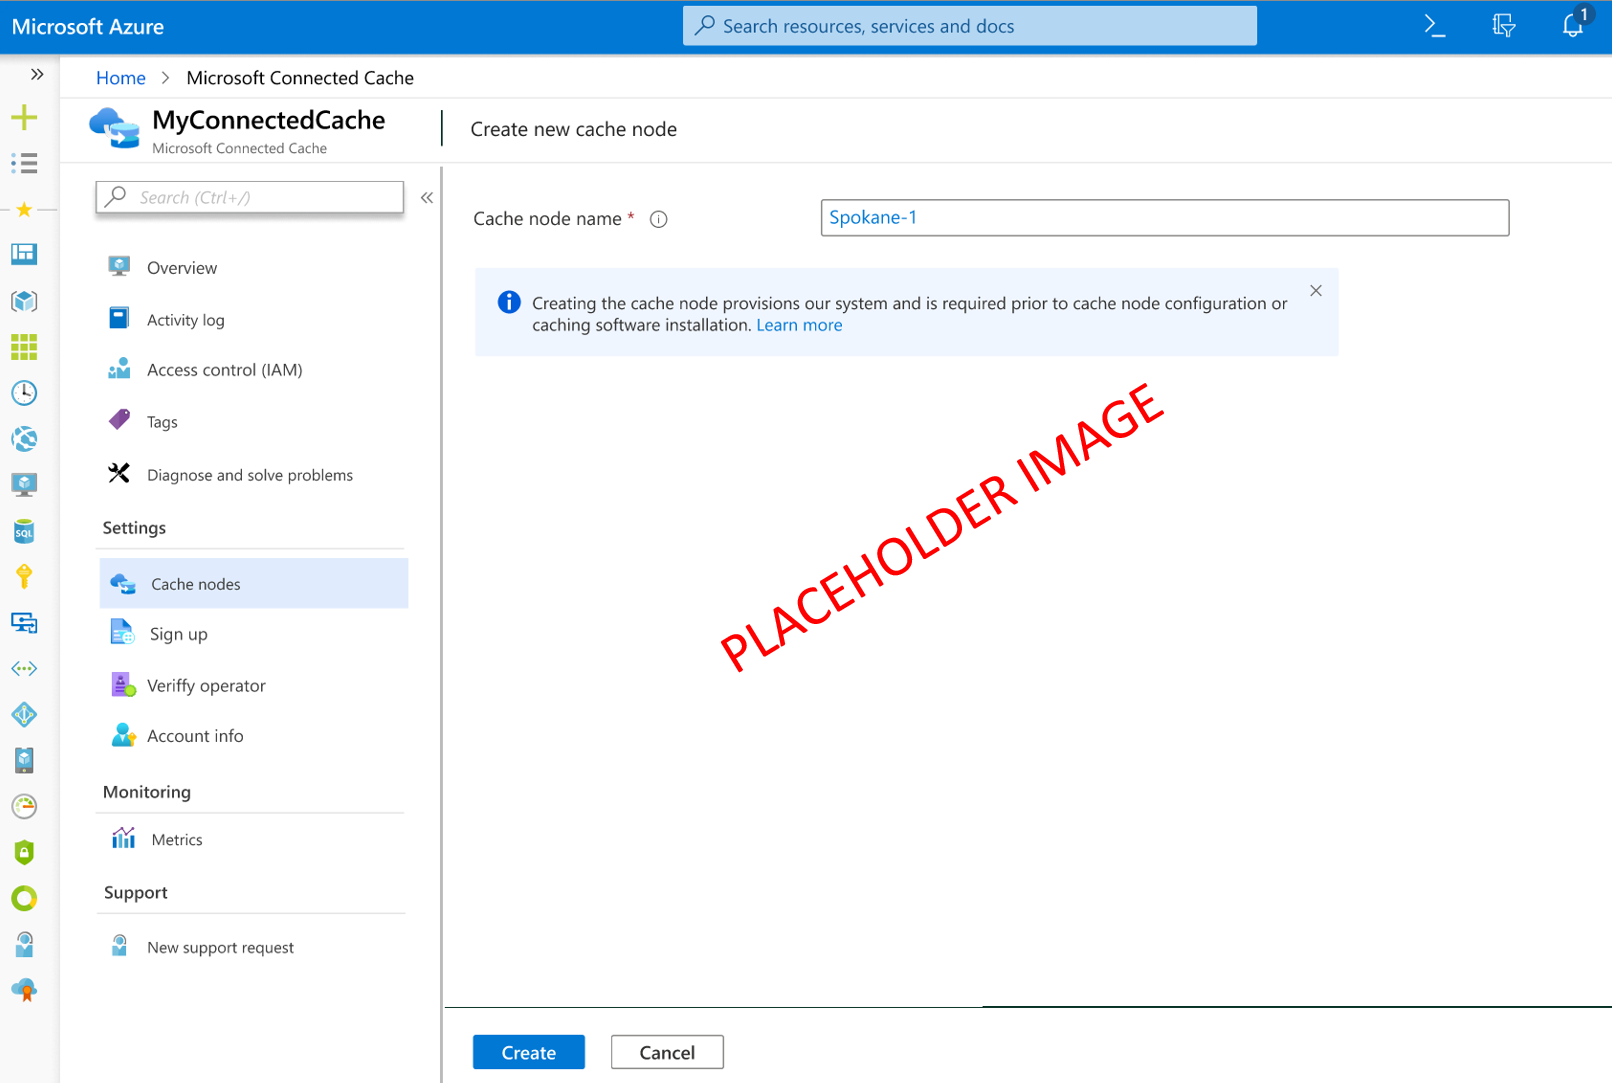 Microsoft Azure
Search resources, services and docs
1
Home > Microsoft Connected Cache
MyConnectedCache
Microsoft Connected Cache
Create new cache node
Search (Ctrl+/)
Cache node name *
Spokane-1
Creating the cache node provisions our system and is required prior to cache node configuration or
caching software installation. Learn more
Overview
Activity log
Access control (IAM)
Tags
Diagnose and solve problems
Settings
Cache nodes
Sign up
Veriffy operator
Account info
Monitoring
Metrics
Support
New support request
SQL
PLACEHOLDER IMAGE
Create
Cancel